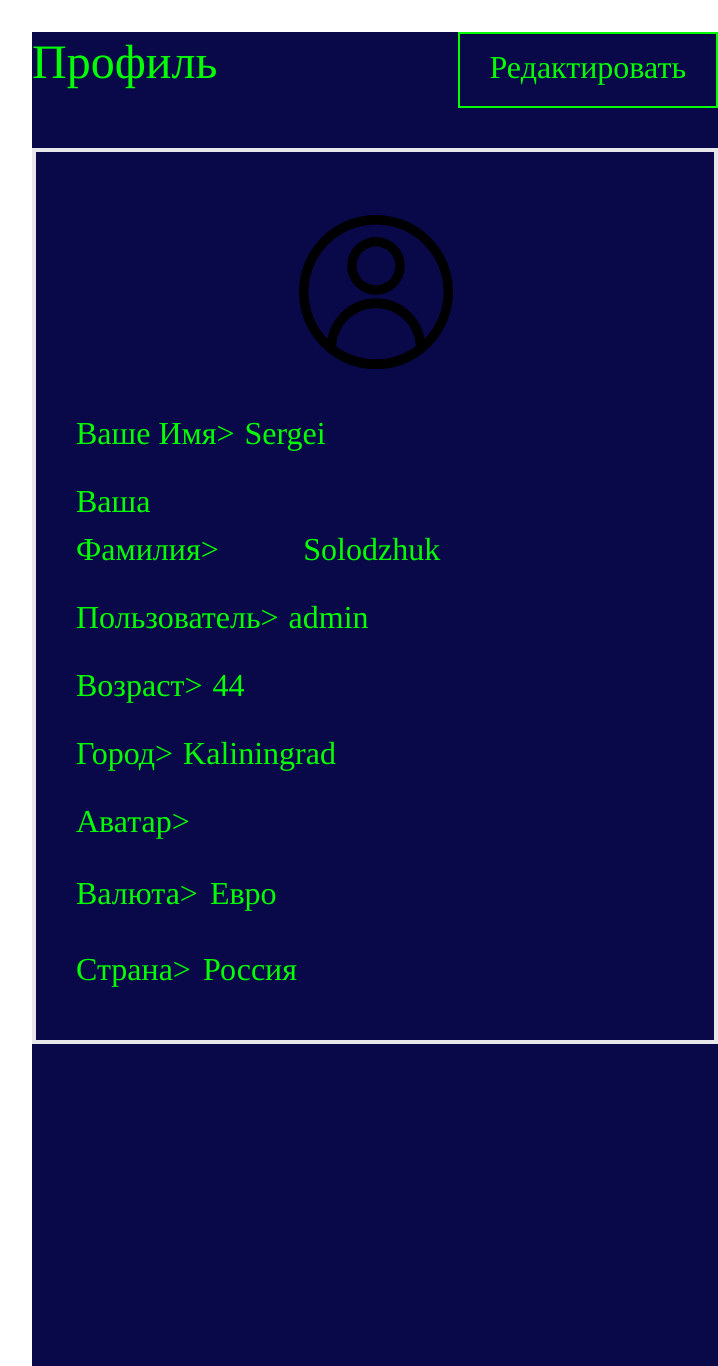 Профиль
Редактировать
Ваше Имя> Sergei
Ваша
Фамилия> Solodzhuk
Пользователь> admin
Возраст> 44
Город> Kaliningrad
Аватар>
Валюта> Евро
Страна> Россия